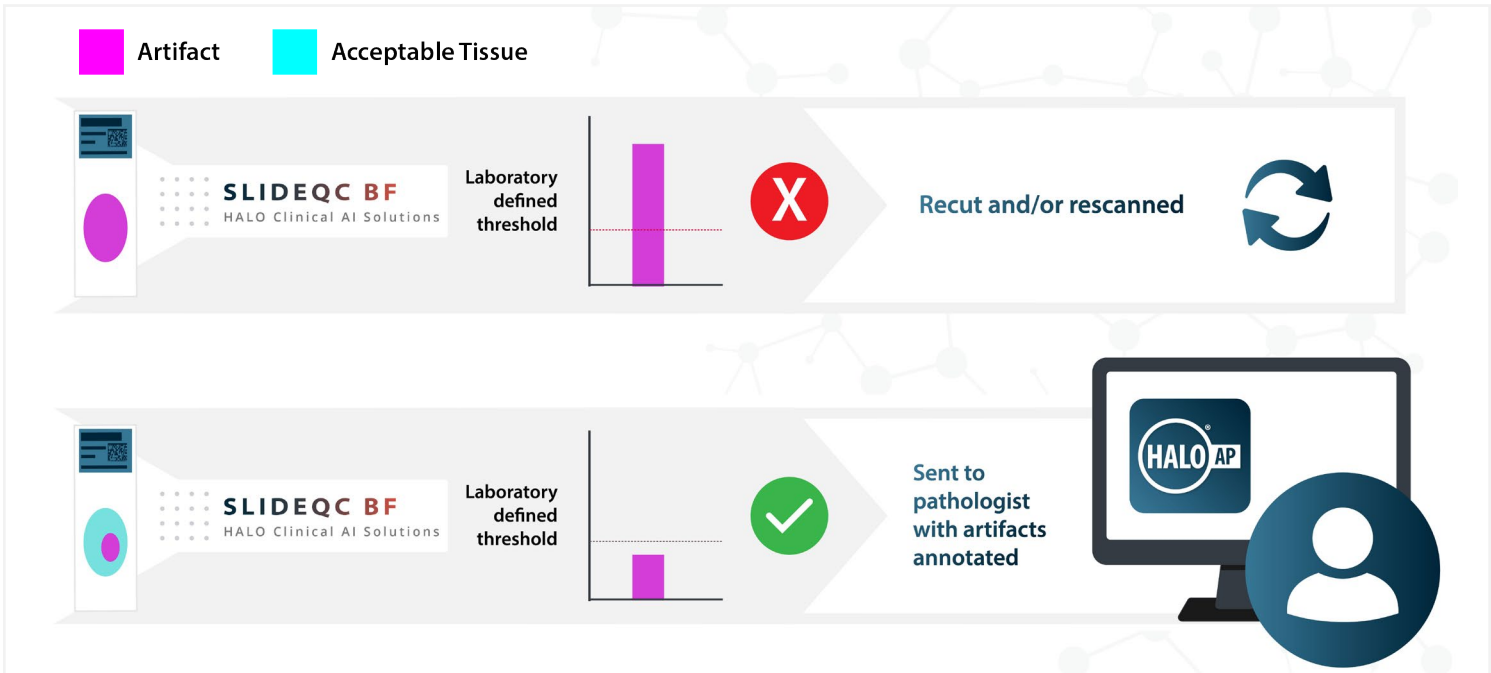 Artifact
Acceptable Tissue
SLIDEQC BF
HALO Clinical AI Solutions
Laboratory
defined
threshold
X
Recut and/or rescanned
SLIDEQC BF
HALO Clinical AI Solutions
Laboratory
defined
threshold
Sent to
pathologist
with artifacts
annotated
HALO® AP